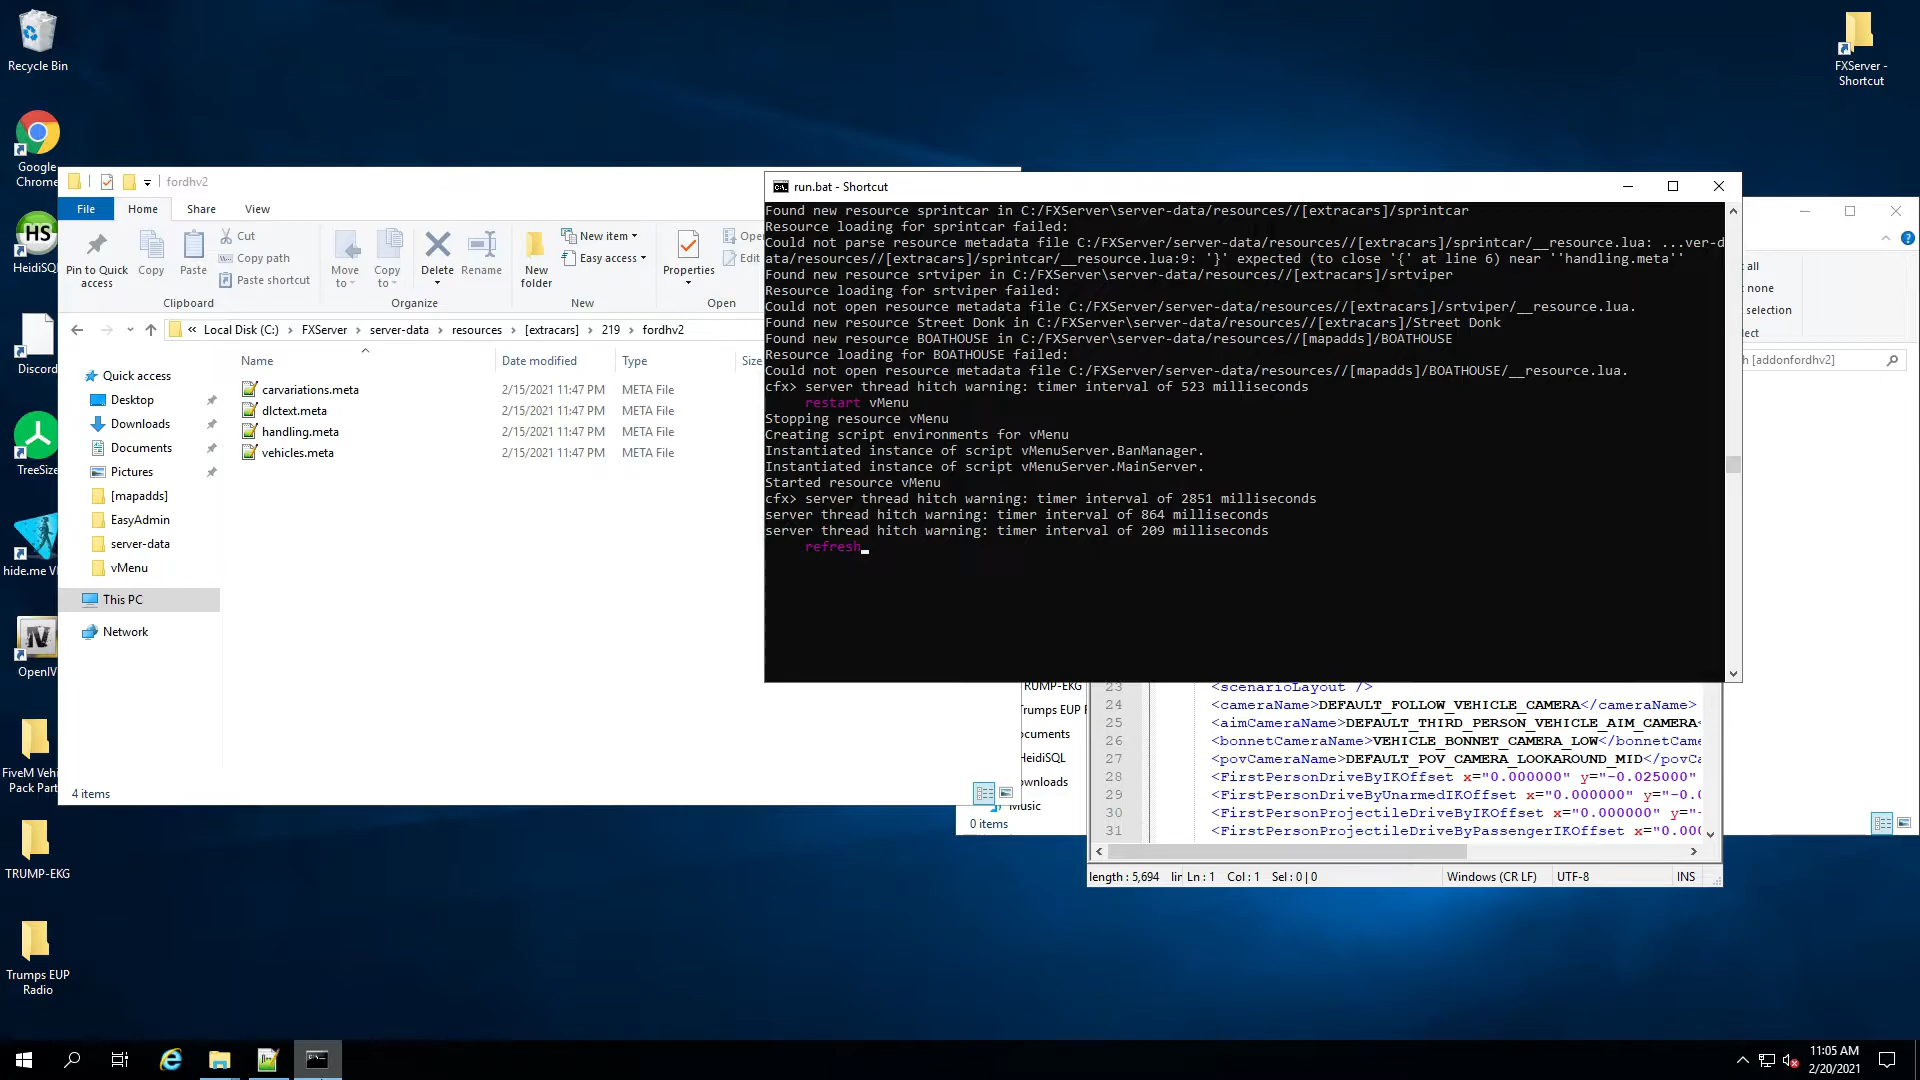 Recycle Bin
Google
Chrome
HeidiSQ
Discord
TreeSize
hide.me V
OpenIV
FiveM Vehi
Pack Part
TRUMP-EKG
Trumps EUP
Radio
FXServer -
Shortcut
fordhv2
File
Home
Share
View
Pin to Quick
access
Copy
Paste
Cut
Copy path
Paste shortcut
Clipboard
Move
to
Copy
to
Delete
Rename
Organize
New
folder
New item
Easy access
New
Properties
Edit
Open
« Local Disk (C:) > FXServer > server-data > resources > [extracars] > 219 > fordhv2
Name
Date modified
Type
Size
carvariations.meta 2/15/2021 11:47 PM META File
dlctext.meta 2/15/2021 11:47 PM META File
handling.meta 2/15/2021 11:47 PM META File
vehicles.meta 2/15/2021 11:47 PM META File
Quick access
Desktop
Downloads
Documents
Pictures
[mapadds]
EasyAdmin
server-data
vMenu
This PC
Network
4 items
run.bat - Shortcut
Found new resource sprintcar in C:/FXServer\server-data/resources//[extracars]/sprintcar
Resource loading for sprintcar failed:
Could not parse resource metadata file C:/FXServer/server-data/resources//[extracars]/sprintcar/__resource.lua: ...ver-d
ata/resources//[extracars]/sprintcar/__resource.lua:9: '}' expected (to close '{' at line 6) near ''handling.meta''
Found new resource srtviper in C:/FXServer\server-data/resources//[extracars]/srtviper
Resource loading for srtviper failed:
Could not open resource metadata file C:/FXServer/server-data/resources//[extracars]/srtviper/__resource.lua.
Found new resource Street Donk in C:/FXServer\server-data/resources//[extracars]/Street Donk
Found new resource BOATHOUSE in C:/FXServer\server-data/resources//[mapadds]/BOATHOUSE
Resource loading for BOATHOUSE failed:
Could not open resource metadata file C:/FXServer/server-data/resources//[mapadds]/BOATHOUSE/__resource.lua.
cfx> server thread hitch warning: timer interval of 523 milliseconds
restart vMenu
Stopping resource vMenu
Creating script environments for vMenu
Instantiated instance of script vMenuServer.BanManager.
Instantiated instance of script vMenuServer.MainServer.
Started resource vMenu
cfx> server thread hitch warning: timer interval of 2851 milliseconds
server thread hitch warning: timer interval of 864 milliseconds
server thread hitch warning: timer interval of 209 milliseconds
refresh
all
none
selection
ect
h [addonfordhv2]
RUMP-EKG
rumps EUP
ocuments
HeidiSQL
ownloads
Music
0 items
23 <scenarioLayout />
24 <cameraName>DEFAULT_FOLLOW_VEHICLE_CAMERA</cameraName>
25 <aimCameraName>DEFAULT_THIRD_PERSON_VEHICLE_AIM_CAMERA<
26 <bonnetCameraName>VEHICLE_BONNET_CAMERA_LOW</bonnetCame
27 <povCameraName>DEFAULT_POV_CAMERA_LOOKAROUND_MID</povCa
28 <FirstPersonDriveByIKOffset x="0.000000" y="-0.025000"
29 <FirstPersonDriveByUnarmedIKOffset x="0.000000" y="-0.0
30 <FirstPersonProjectileDriveByIKOffset x="0.000000" y="-
31 <FirstPersonProjectileDriveByPassengerIKOffset x="0.000
length : 5,694 lir Ln : 1 Col : 1 Sel : 0 | 0 Windows (CR LF) UTF-8 INS
11:05 AM
2/20/2021